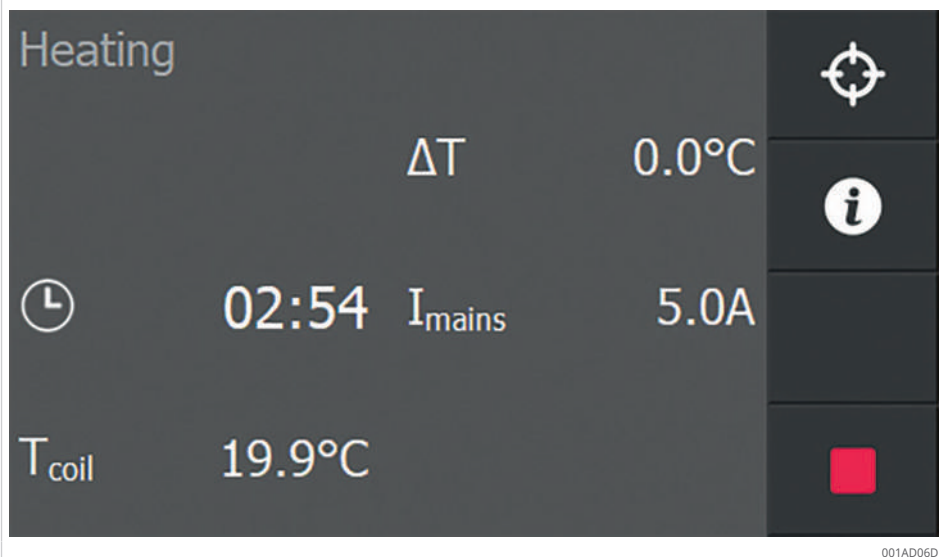 Heating
ΔT 0.0°C
02:54 Imains 5.0A
Tcoil 19.9°C
001AD06D